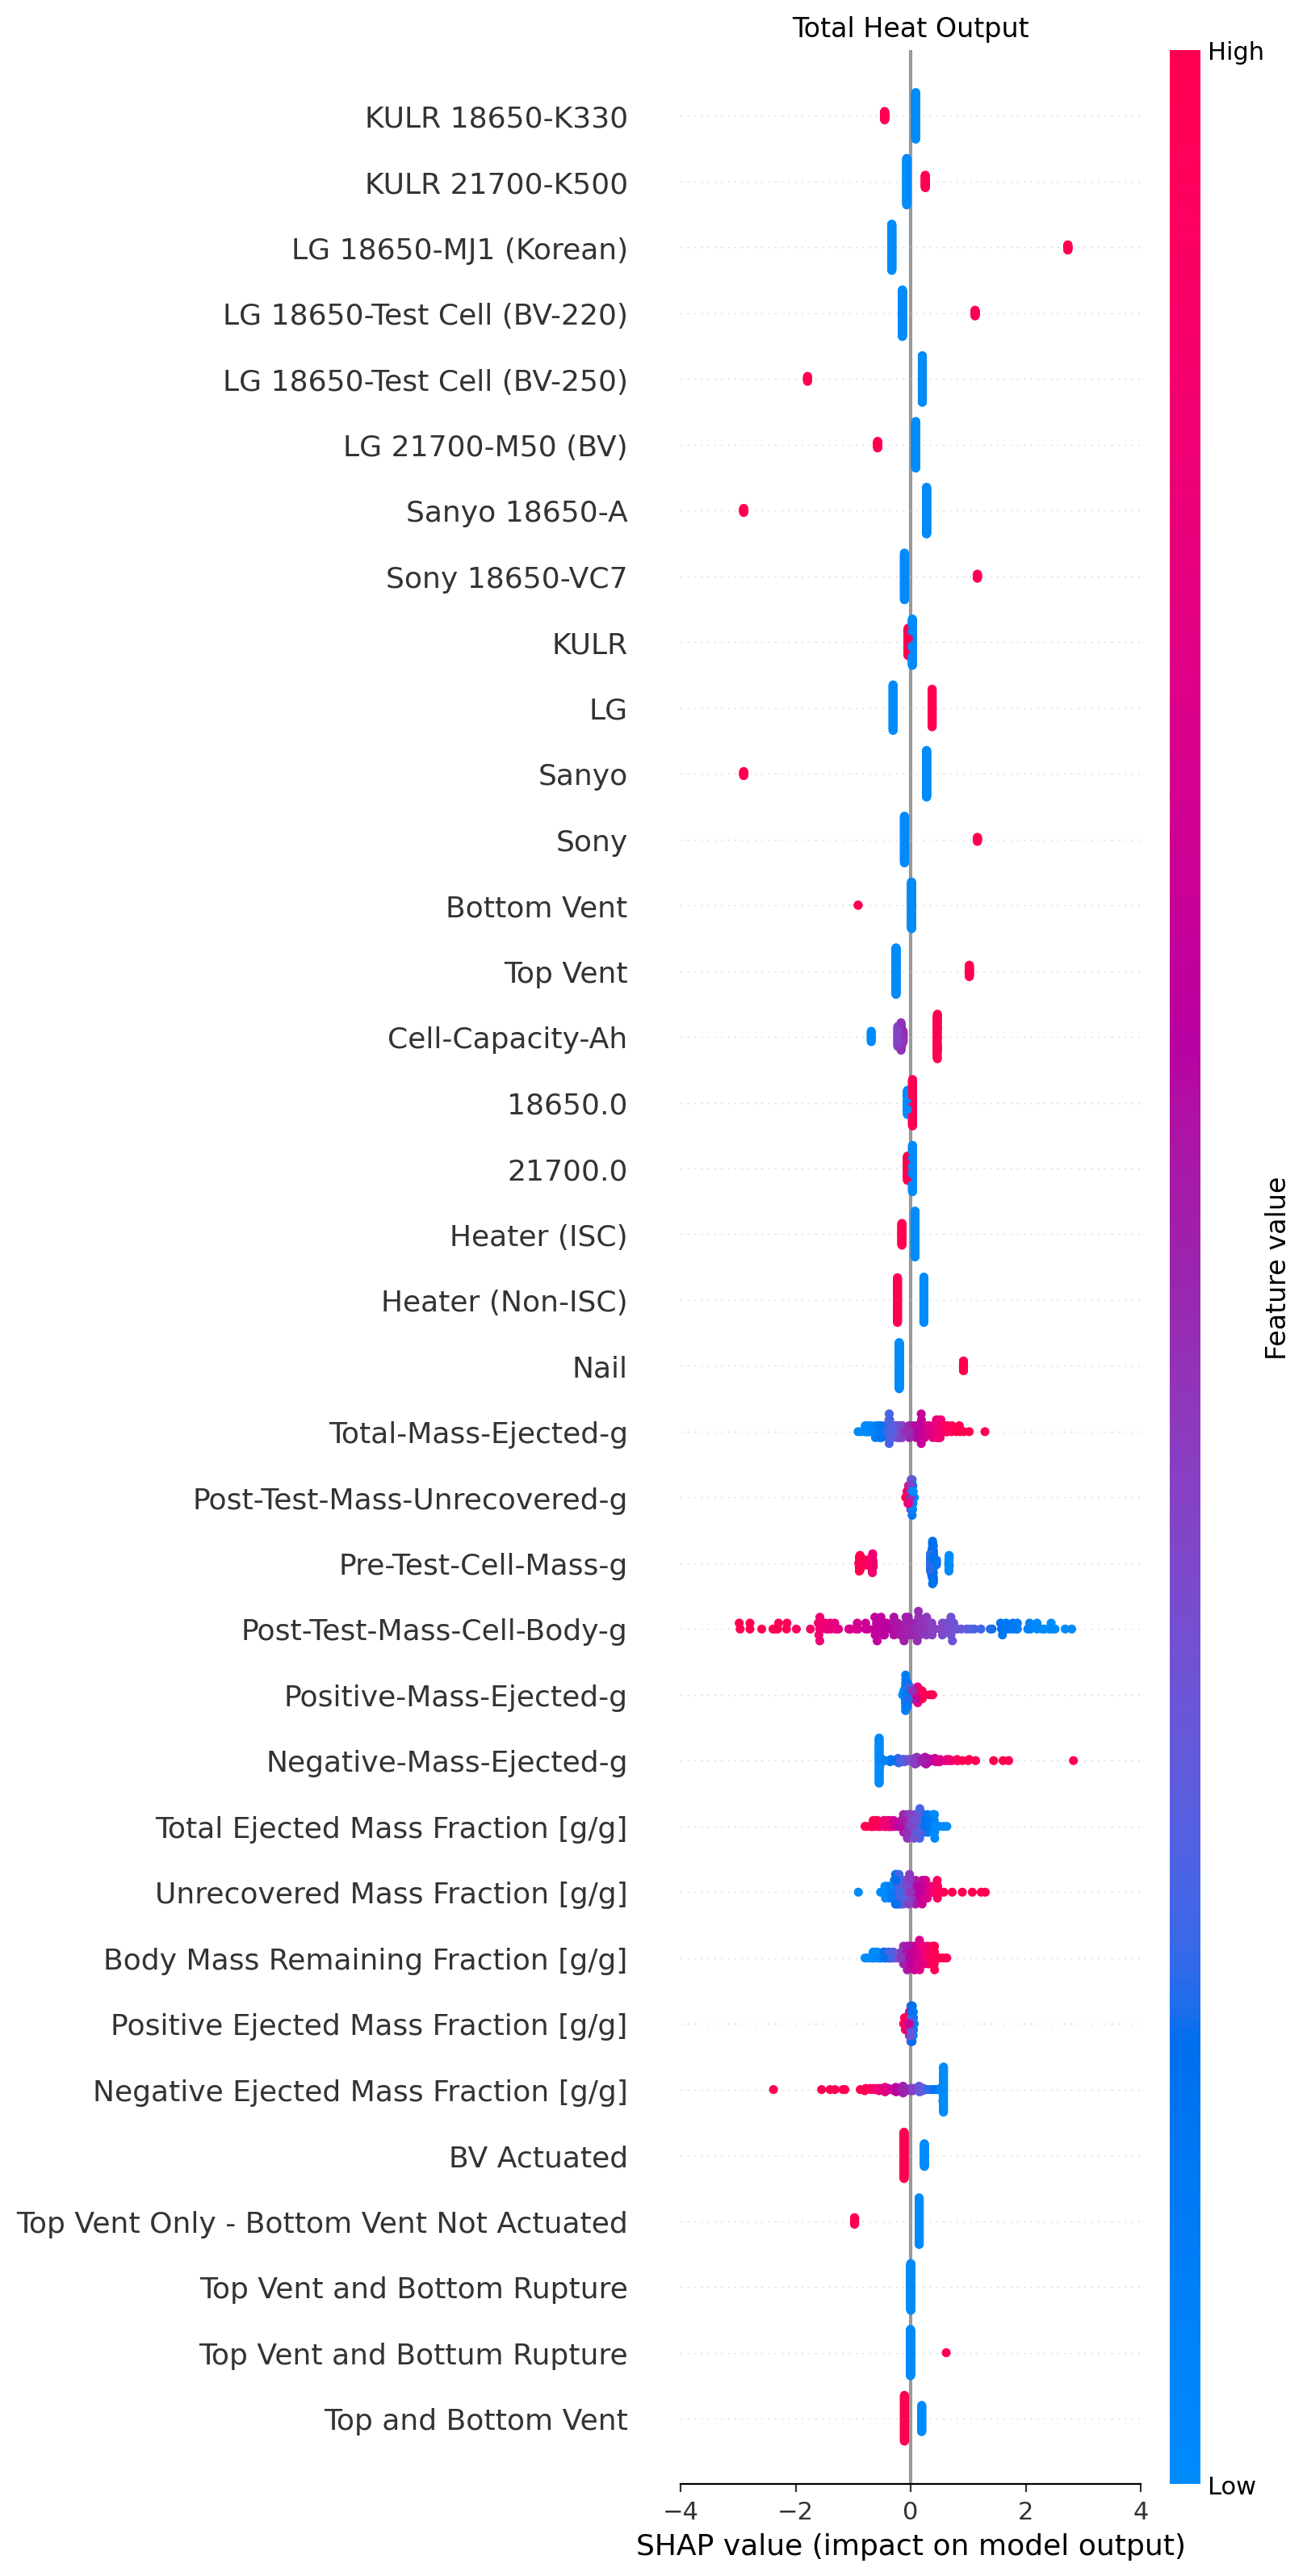 Total Heat Output
High
KULR 18650-K330
KULR 21700-K500
LG 18650-MJ1 (Korean)
LG 18650-Test Cell (BV-220)
LG 18650-Test Cell (BV-250)
LG 21700-M50 (BV)
Sanyo 18650-A
Sony 18650-VC7
KULR
LG
Sanyo
Sony
Bottom Vent
Top Vent
Cell-Capacity-Ah
18650.0
21700.0
Heater (ISC)
Heater (Non-ISC)
Nail
Total-Mass-Ejected-g
Post-Test-Mass-Unrecovered-g
Pre-Test-Cell-Mass-g
Post-Test-Mass-Cell-Body-g
Positive-Mass-Ejected-g
Negative-Mass-Ejected-g
Total Ejected Mass Fraction [g/g]
Unrecovered Mass Fraction [g/g]
Body Mass Remaining Fraction [g/g]
Positive Ejected Mass Fraction [g/g]
Negative Ejected Mass Fraction [g/g]
BV Actuated
Top Vent Only - Bottom Vent Not Actuated
Top Vent and Bottom Rupture
Top Vent and Bottum Rupture
Top and Bottom Vent
Feature value
Low
−4 −2 0 2 4
SHAP value (impact on model output)